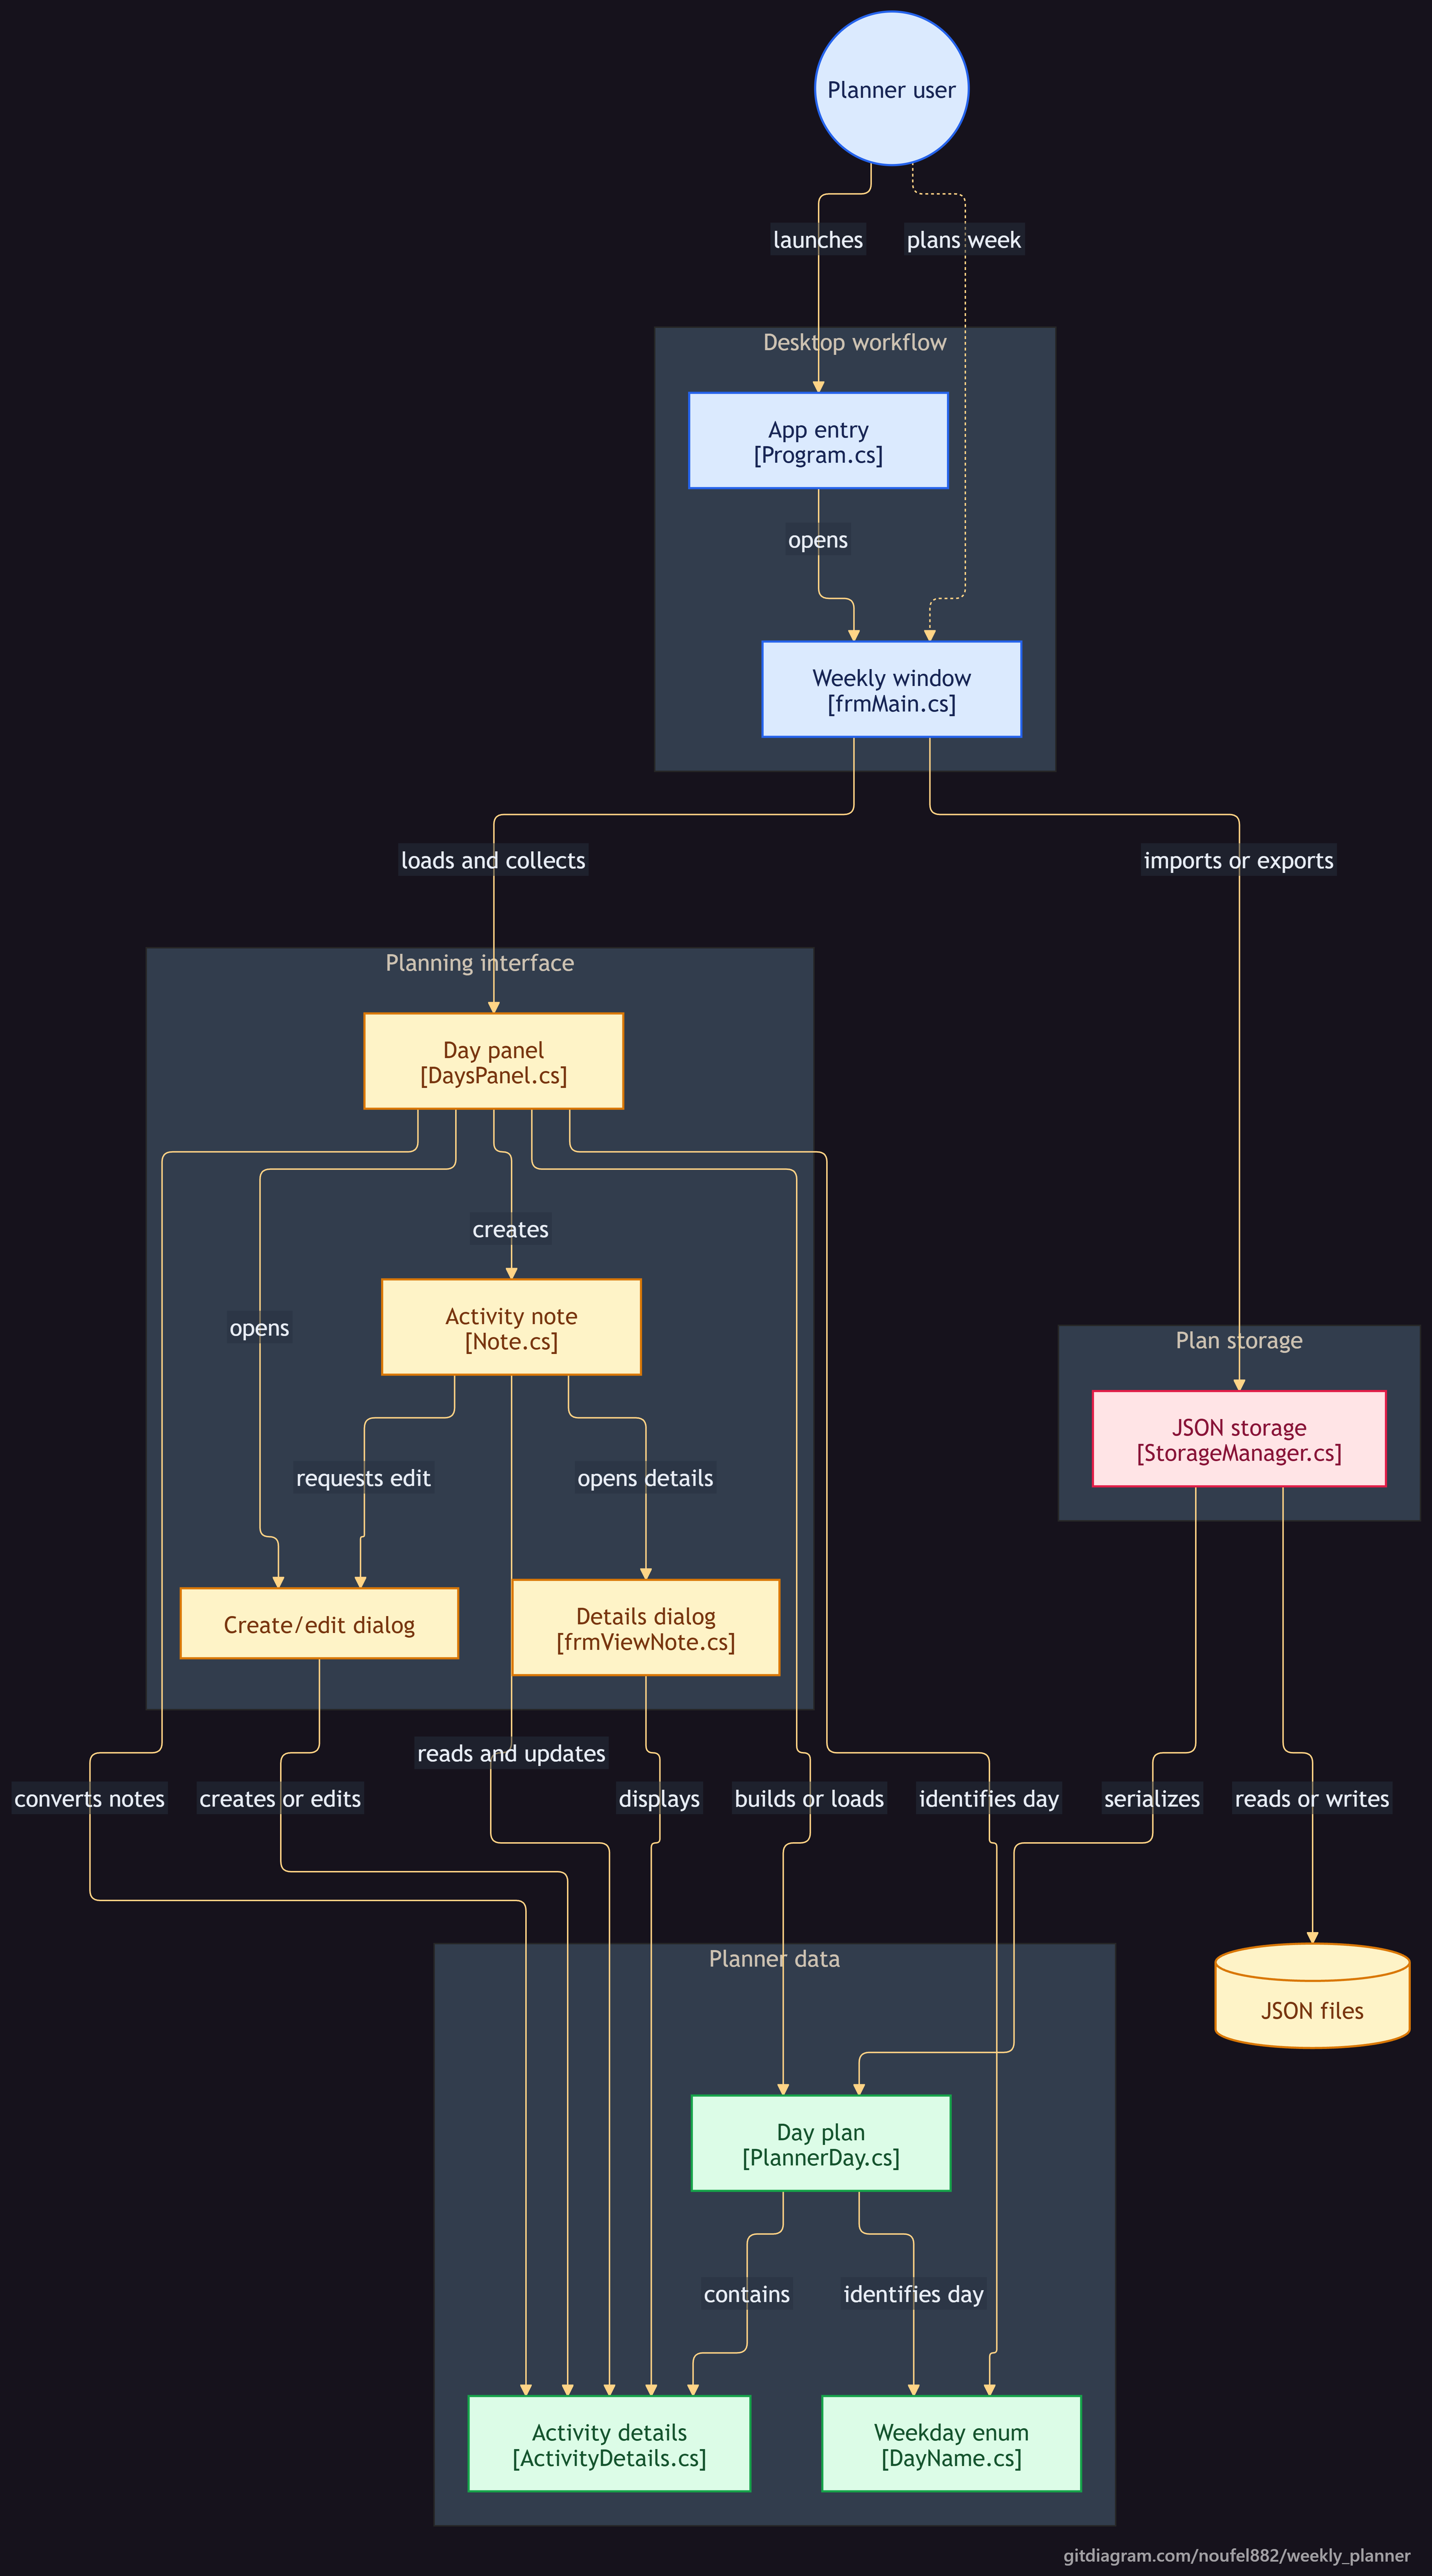 Planner user
launches
plans week
Desktop workflow
App entry
[Program.cs]
opens
Weekly window
[frmMain.cs]
loads and collects
imports or exports
Planning interface
Day panel
[DaysPanel.cs]
creates
Activity note
[Note.cs]
opens
Plan storage
JSON storage
[StorageManager.cs]
requests edit
opens details
Create/edit dialog
Details dialog
[frmViewNote.cs]
reads and updates
converts notes
creates or edits
displays
builds or loads
identifies day
serializes
reads or writes
Planner data
JSON files
Day plan
[PlannerDay.cs]
contains
identifies day
Activity details
[ActivityDetails.cs]
Weekday enum
[DayName.cs]
gitdiagram.com/noufel882/weekly_planner